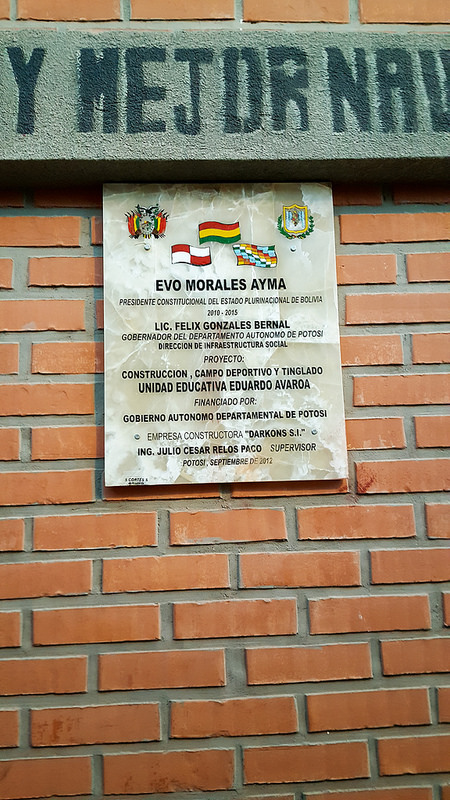 Y MEJOR NAV
EVO MORALES AYMA
PRESIDENTE CONSTITUCIONAL DEL ESTADO PLURINACIONAL DE BOLIVIA
2010 - 2015
LIC. FELIX GONZALES BERNAL
GOBERNADOR DEL DEPARTAMENTO AUTONOMO DE POTOSI
DIRECCION DE INFRAESTRUCTURA SOCIAL
PROYECTO:
CONSTRUCCION , CAMPO DEPORTIVO Y TINGLADO
UNIDAD EDUCATIVA EDUARDO AVAROA
FINANCIADO POR:
GOBIERNO AUTONOMO DEPARTAMENTAL DE POTOSI
EMPRESA CONSTRUCTORA "DARKONS S.I."
ING. JULIO CESAR RELOS PACO SUPERVISOR
POTOSI, SEPTIEMBRE DE 2012